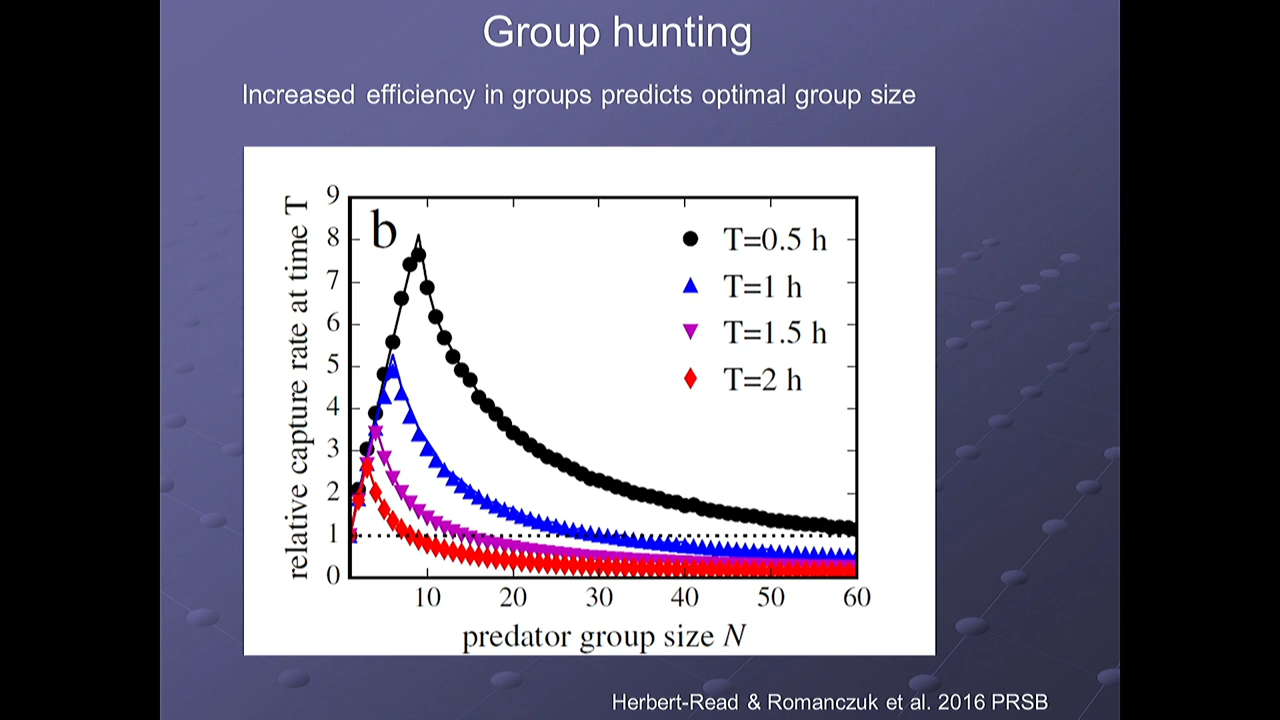 Group hunting
Increased efficiency in groups predicts optimal group size
b
relative capture rate at time T
9
8
7
6
5
4
3
2
1
0
T=0.5 h
T=1 h
T=1.5 h
T=2 h
10 20 30 40 50 60
predator group size N
Herbert-Read & Romanczuk et al. 2016 PRSB